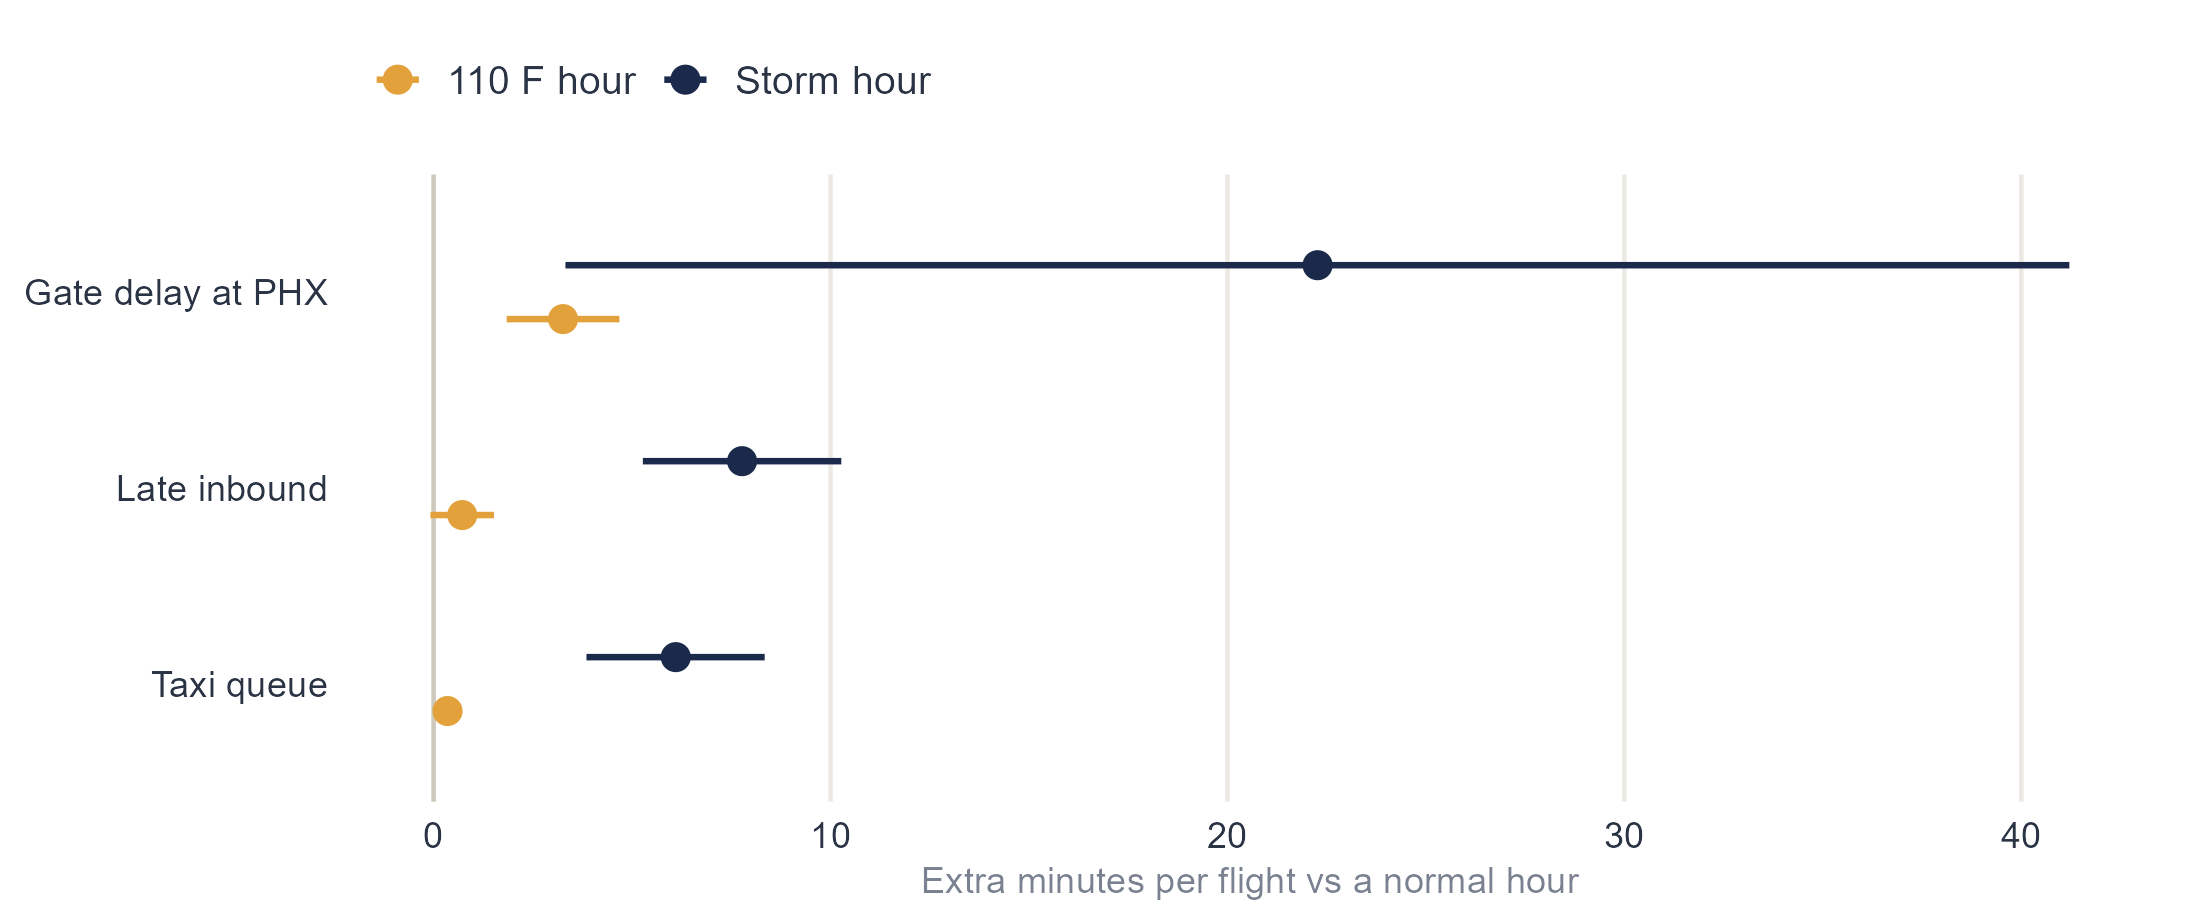 110 F hour Storm hour
Gate delay at PHX
Late inbound
Taxi queue
0 10 20 30 40
Extra minutes per flight vs a normal hour